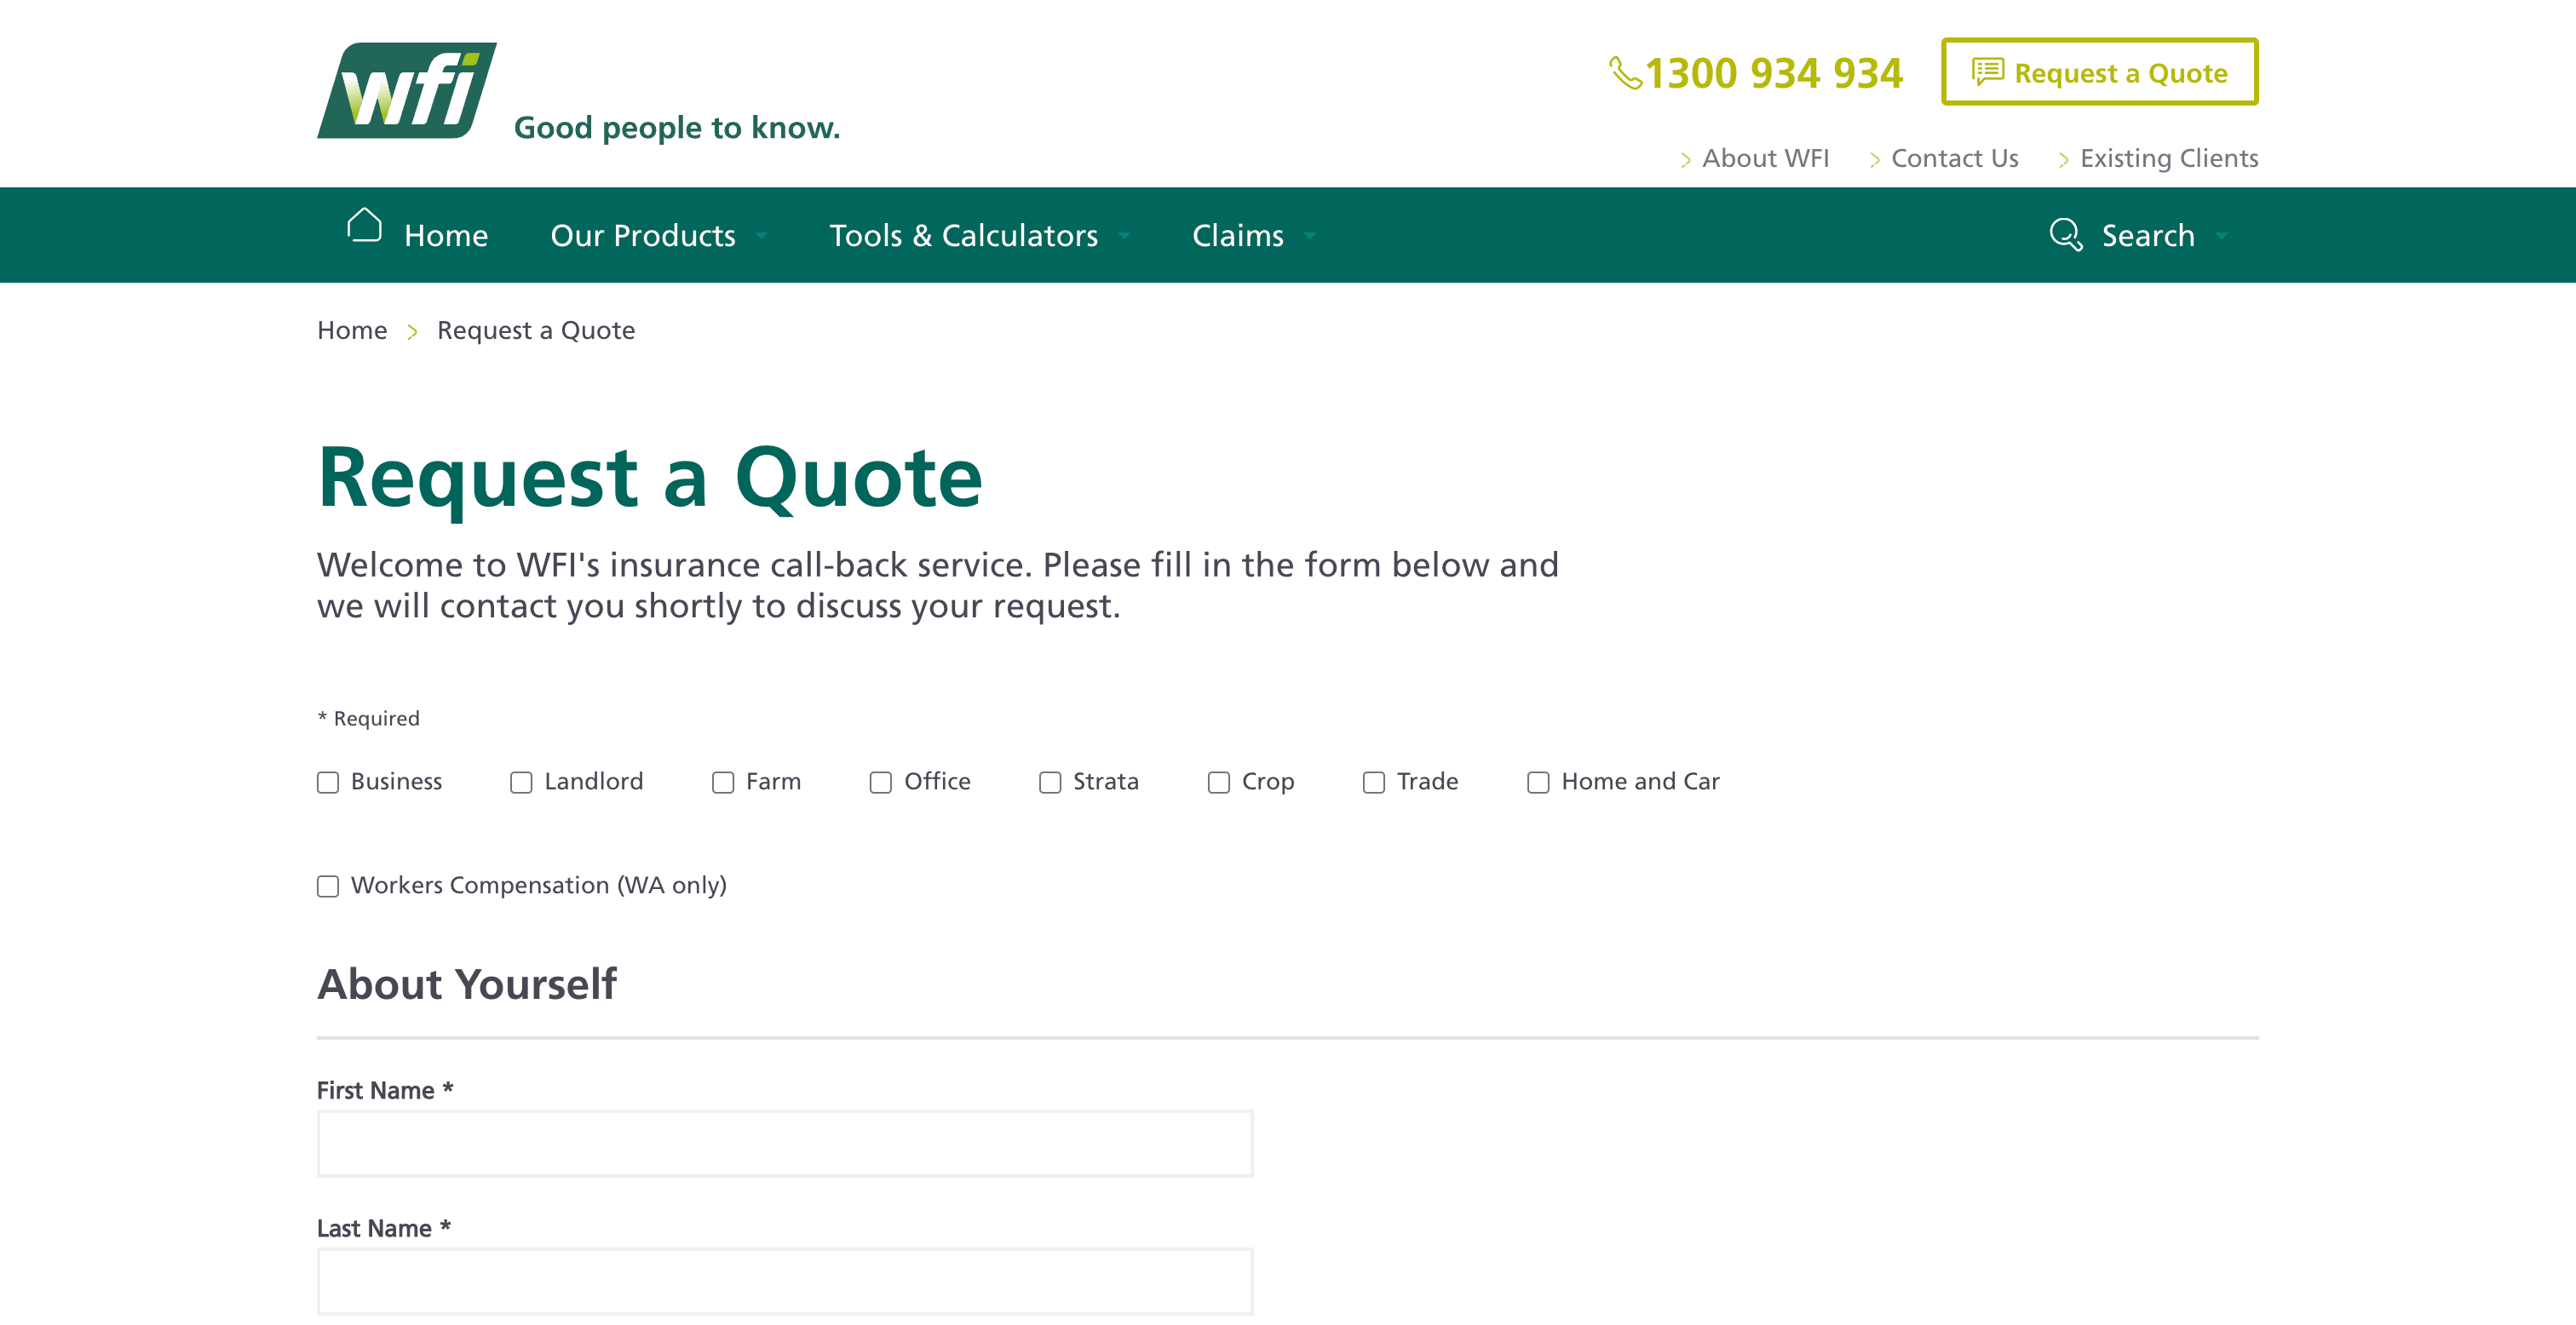 wfi
Good people to know.
1300 934 934
Request a Quote
About WFI
Contact Us
Existing Clients
Home
Our Products
Tools & Calculators
Claims
Search
Home
Request a Quote
Request a Quote
Welcome to WFI's insurance call-back service. Please fill in the form below and
we will contact you shortly to discuss your request.
* Required
Business
Landlord
Farm
Office
Strata
Crop
Trade
Home and Car
Workers Compensation (WA only)
About Yourself
First Name *
Last Name *